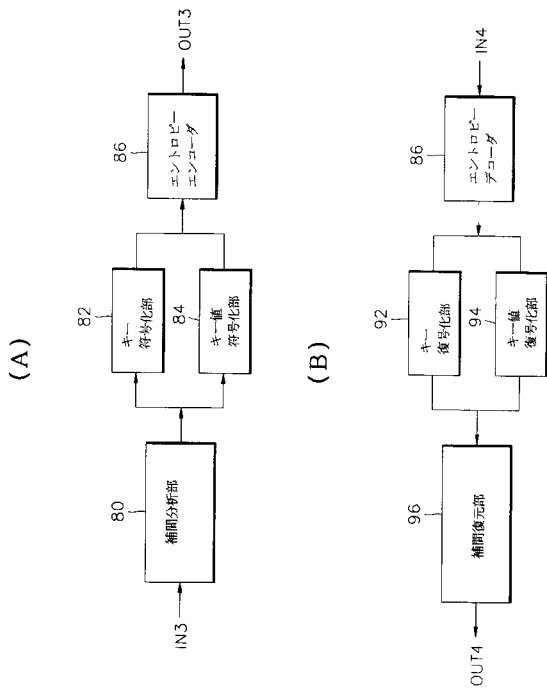 (A)
IN3
80
補間分析部
82
キー
符号化部
84
キー値
符号化部
86
エントロピー
エンコーダ
OUT3
(B)
OUT4
96
補間復元部
92
キー
復号化部
94
キー値
復号化部
86
エントロピー
デコーダ
IN4